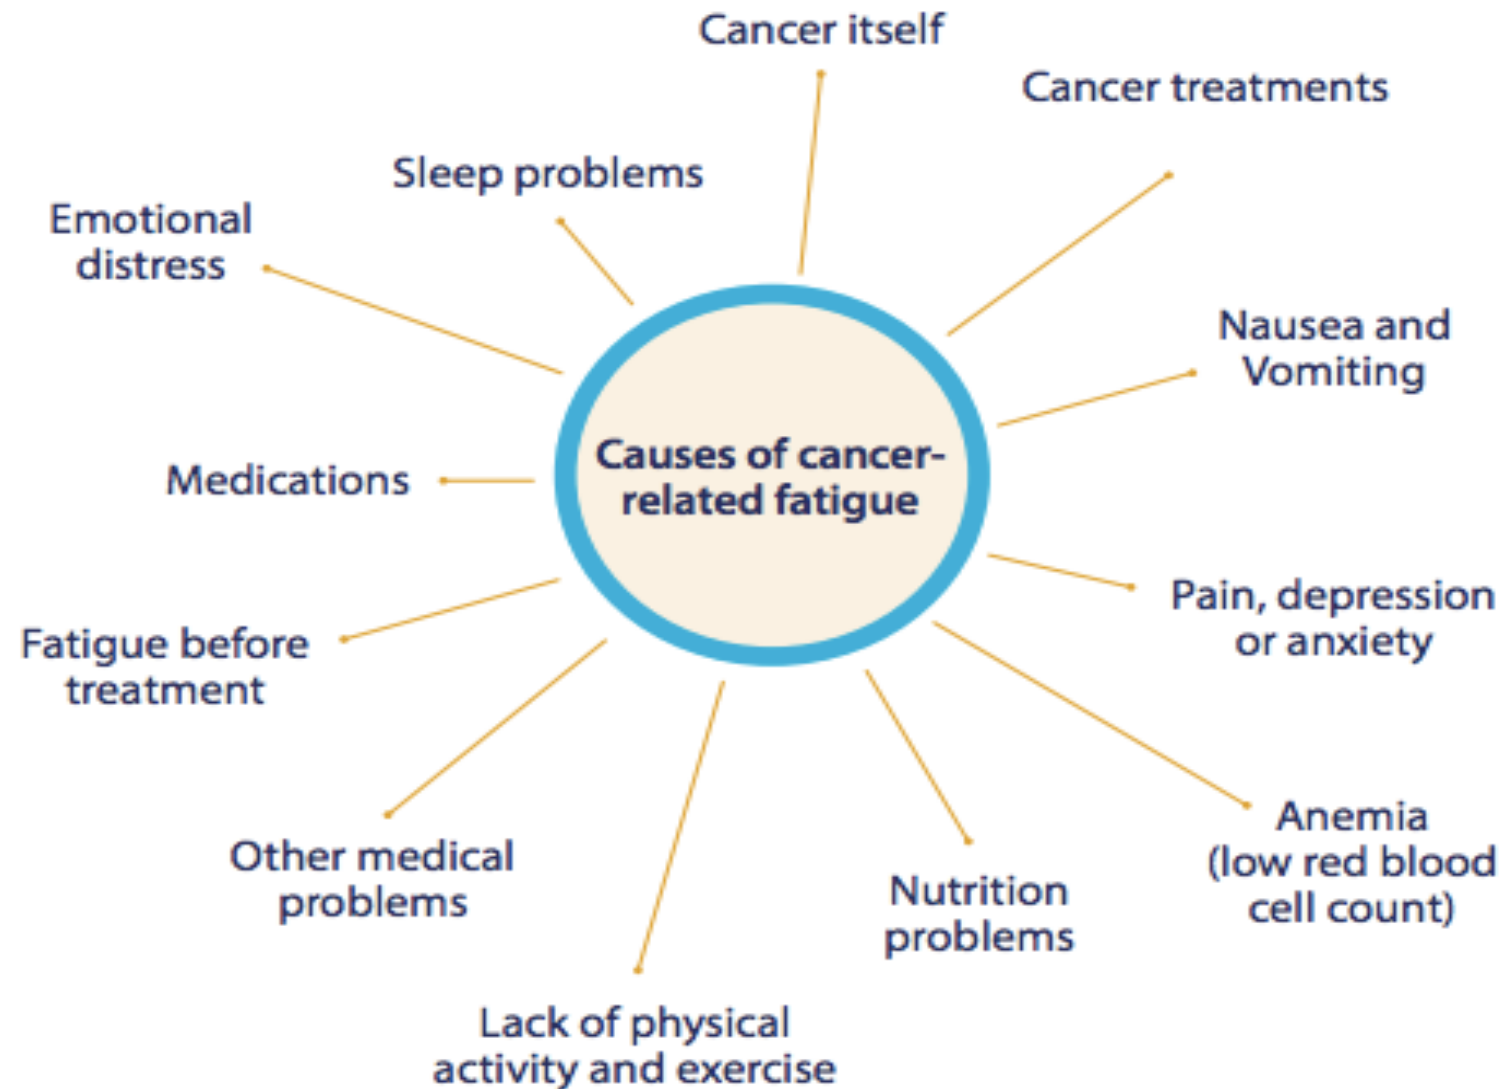 Cancer itself
Cancer treatments
Sleep problems
Emotional
distress
Nausea and
Vomiting
Causes of cancer-
related fatigue
Medications
Pain, depression
or anxiety
Fatigue before
treatment
Anemia
(low red blood
cell count)
Other medical
problems
Nutrition
problems
Lack of physical
activity and exercise